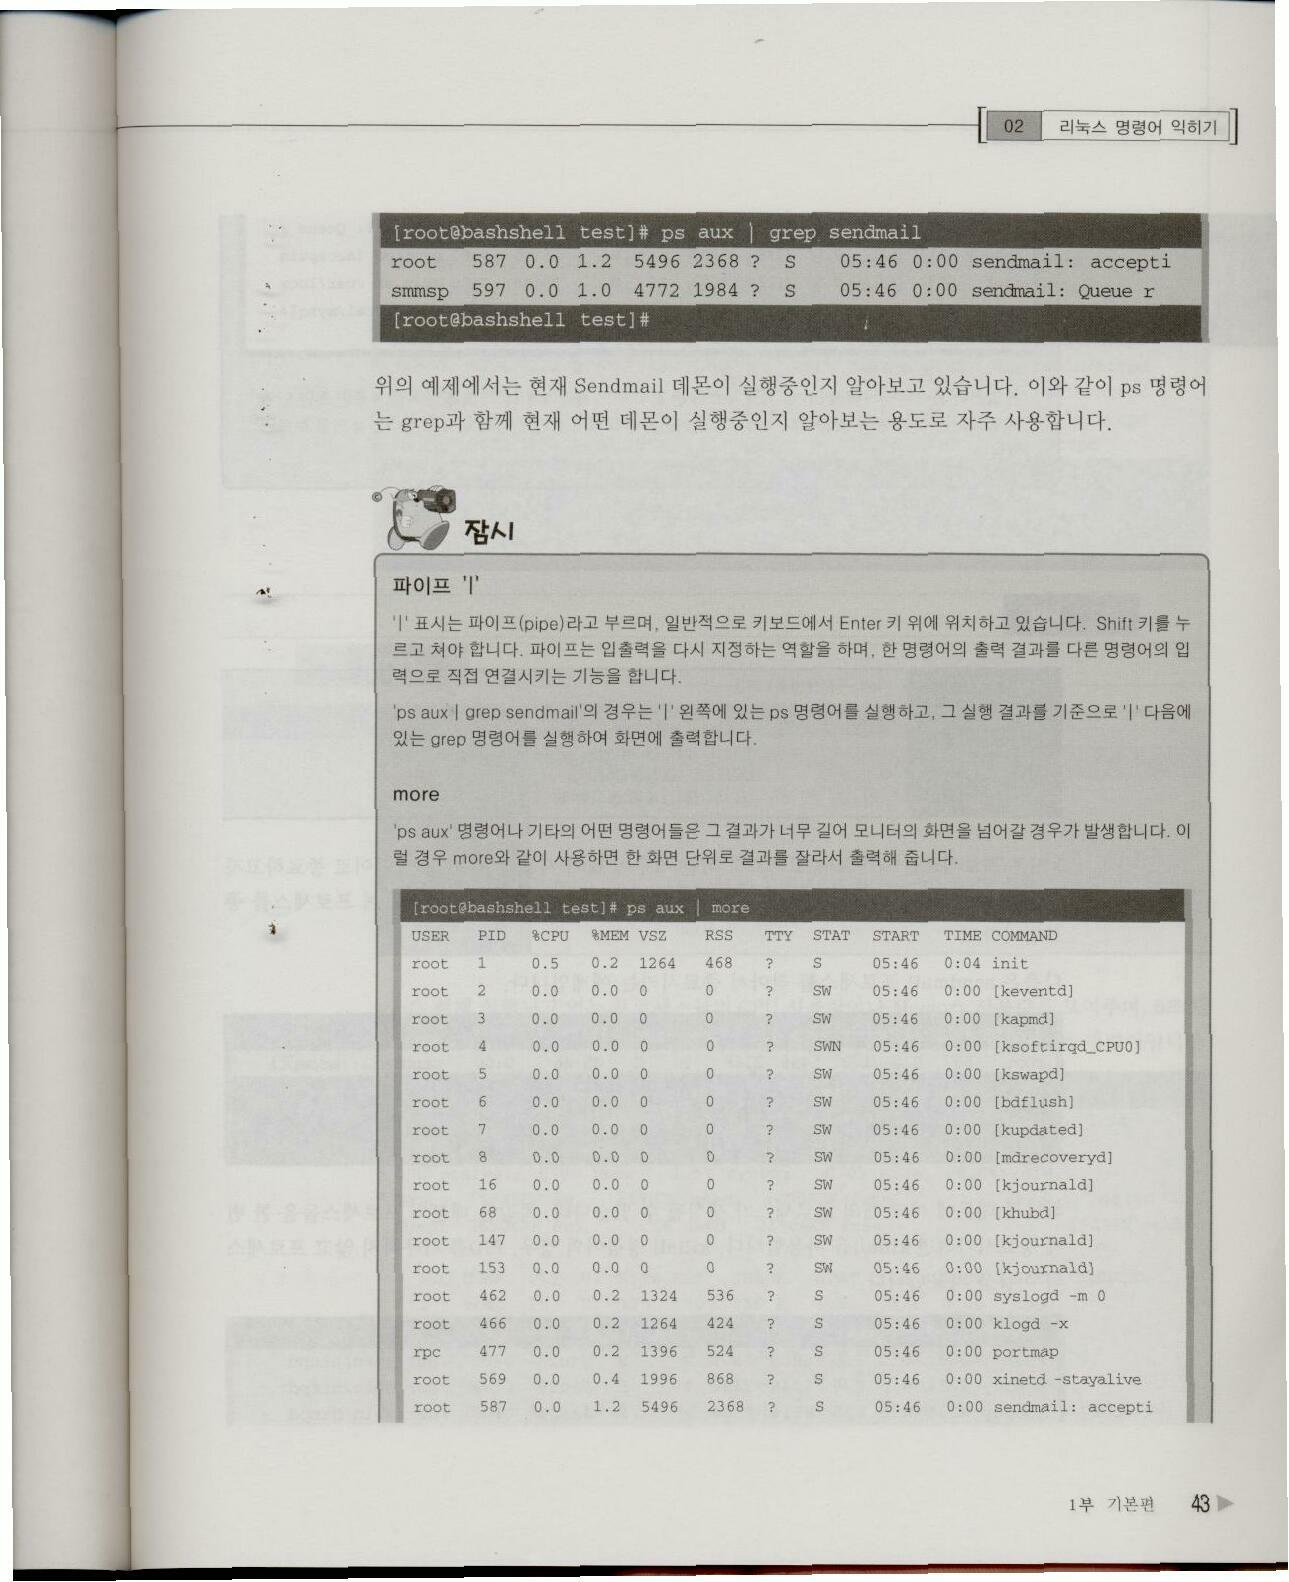 02 리눅스 명령어 익히기
[root@bashshell test]# ps aux | grep sendmail
root 587 0.0 1.2 5496 2368 ? S 05:46 0:00 sendmail: accepti
smmsp 597 0.0 1.0 4772 1984 ? S 05:46 0:00 sendmail: Queue r
[root@bashshell test]#
위의 예제에서는 현재 Sendmail 데몬이 실행중인지 알아보고 있습니다. 이와 같이 ps 명령어
는 grep과 함께 현재 어떤 데몬이 실행중인지 알아보는 용도로 자주 사용합니다.
잠시
파이프 '|'
'|' 표시는 파이프(pipe)라고 부르며, 일반적으로 키보드에서 Enter 키 위에 위치하고 있습니다. Shift 키를 누
르고 쳐야 합니다. 파이프는 입출력을 다시 지정하는 역할을 하며, 한 명령어의 출력 결과를 다른 명령어의 입
력으로 직접 연결시키는 기능을 합니다.
'ps aux | grep sendmail'의 경우는 '|' 왼쪽에 있는 ps 명령어를 실행하고, 그 실행 결과를 기준으로 '|' 다음에
있는 grep 명령어를 실행하여 화면에 출력합니다.
more
'ps aux' 명령어나 기타의 어떤 명령어들은 그 결과가 너무 길어 모니터의 화면을 넘어갈 경우가 발생합니다. 이
럴 경우 more와 같이 사용하면 한 화면 단위로 결과를 잘라서 출력해 줍니다.
[root@bashshell test]# ps aux | more
USER PID %CPU %MEM VSZ RSS TTY STAT START TIME COMMAND
root 1 0.5 0.2 1264 468 ? S 05:46 0:04 init
root 2 0.0 0.0 0 0 ? SW 05:46 0:00 [keventd]
root 3 0.0 0.0 0 0 ? SW 05:46 0:00 [kapmd]
root 4 0.0 0.0 0 0 ? SWN 05:46 0:00 [ksoftirqd_CPU0]
root 5 0.0 0.0 0 0 ? SW 05:46 0:00 [kswapd]
root 6 0.0 0.0 0 0 ? SW 05:46 0:00 [bdflush]
root 7 0.0 0.0 0 0 ? SW 05:46 0:00 [kupdated]
root 8 0.0 0.0 0 0 ? SW 05:46 0:00 [mdrecoveryd]
root 16 0.0 0.0 0 0 ? SW 05:46 0:00 [kjournald]
root 68 0.0 0.0 0 0 ? SW 05:46 0:00 [khubd]
root 147 0.0 0.0 0 0 ? SW 05:46 0:00 [kjournald]
root 153 0.0 0.0 0 0 ? SW 05:46 0:00 [kjournald]
root 462 0.0 0.2 1324 536 ? S 05:46 0:00 syslogd -m 0
root 466 0.0 0.2 1264 424 ? S 05:46 0:00 klogd -x
rpc 477 0.0 0.2 1396 524 ? S 05:46 0:00 portmap
root 569 0.0 0.4 1996 868 ? S 05:46 0:00 xinetd -stayalive
root 587 0.0 1.2 5496 2368 ? S 05:46 0:00 sendmail: accepti
1부 기본편 43